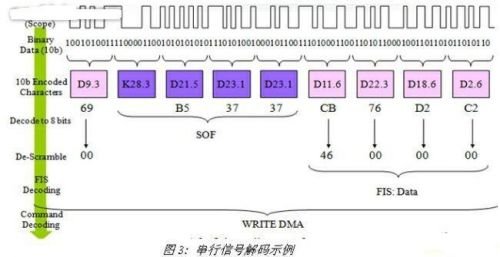 (Scope)
Binary
Data (10b)
10b Encoded
Characters
D9.3 K28.3 D21.5 D23.1 D23.1 D11.6 D22.3 D18.6 D2.6
Decode to 8 bits
69 B5 37 37 CB 76 D2 C2
SOF
De-Scramble
00 46 00 00 00
FIS
Decoding
FIS: Data
Command
Decoding
WRITE DMA
图 3: 串行信号解码示例